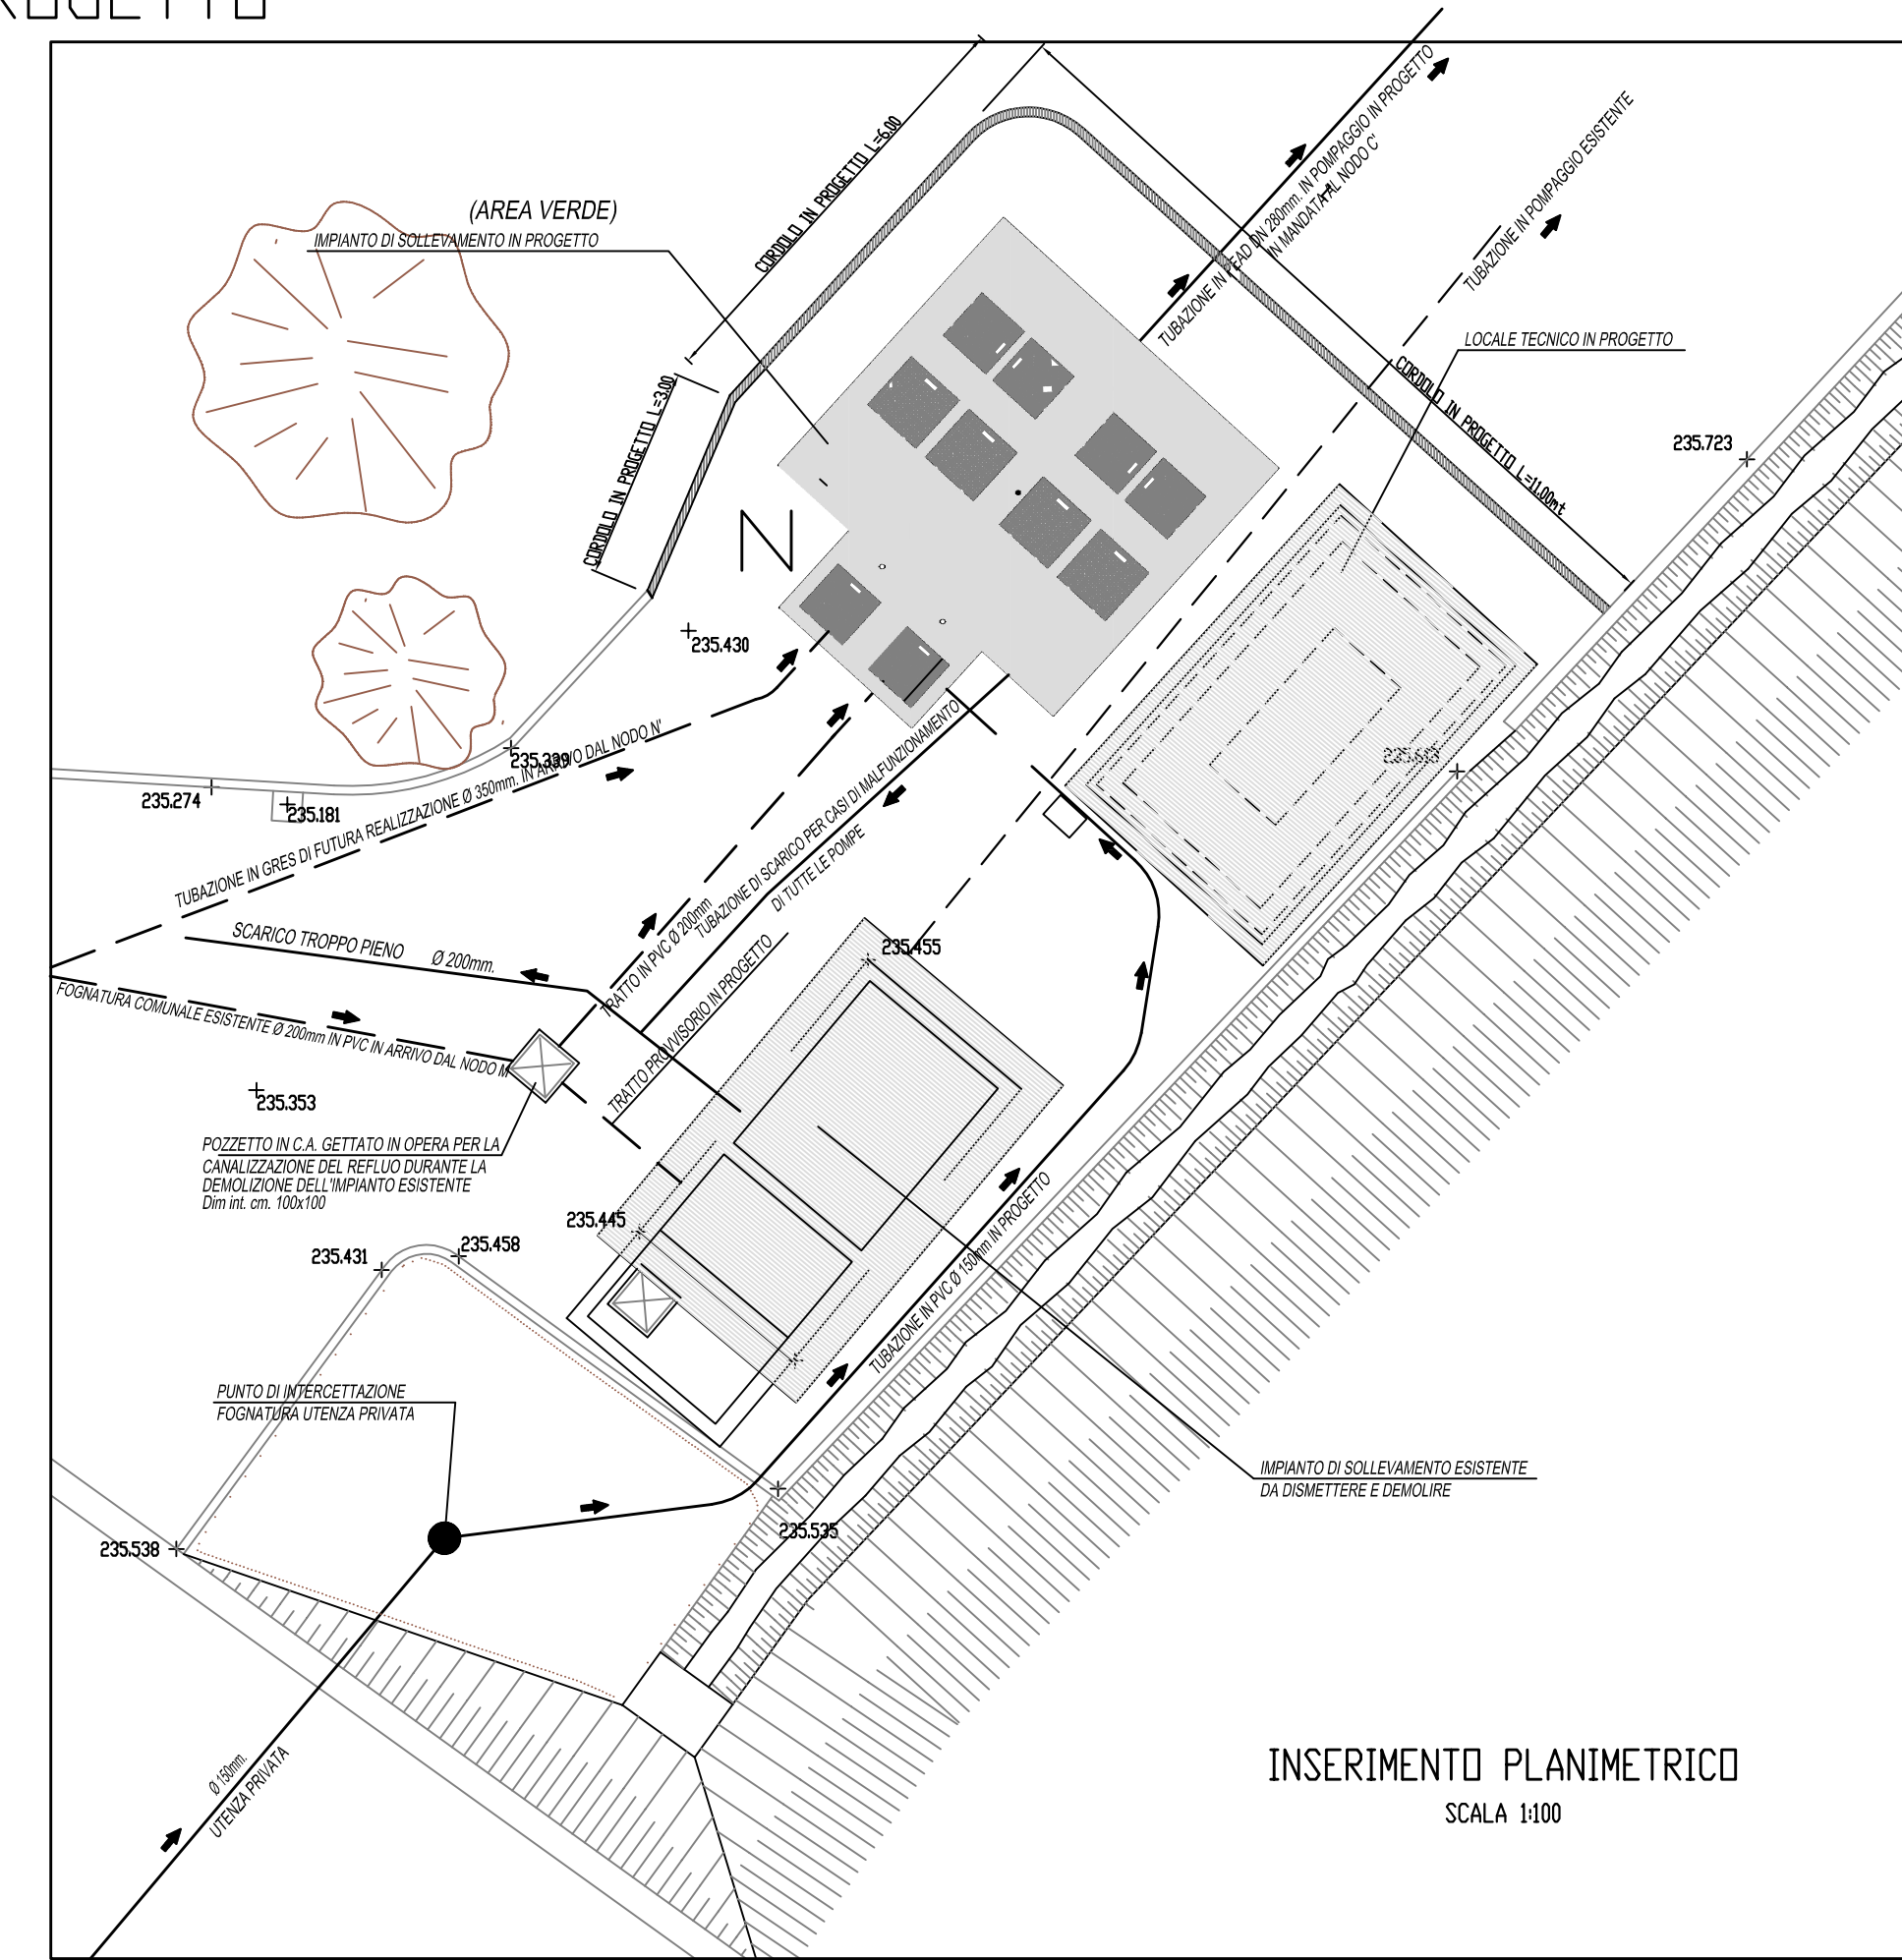 (AREA VERDE)
IMPIANTO DI SOLLEVAMENTO IN PROGETTO
CORDOLO IN PROGETTO L=6.00
CORDOLO IN PROGETTO L=3.00
TUBAZIONE IN PEAD DN 280mm. IN POMPAGGIO IN PROGETTO
IN MANDATA AL NODO C'
TUBAZIONE IN POMPAGGIO ESISTENTE
LOCALE TECNICO IN PROGETTO
CORDOLO IN PROGETTO L=11.00mt
235.723
N
235.430
235.339
235.274
235.181
TUBAZIONE IN GRES DI FUTURA REALIZZAZIONE Ø 350mm. IN ARRIVO DAL NODO N'
TUBAZIONE DI SCARICO PER CASI DI MALFUNZIONAMENTO
DI TUTTE LE POMPE
TRATTO IN PVC Ø 200mm
TRATTO PROVVISORIO IN PROGETTO
SCARICO TROPPO PIENO Ø 200mm.
FOGNATURA COMUNALE ESISTENTE Ø 200mm IN PVC IN ARRIVO DAL NODO M
235.455
235.353
POZZETTO IN C.A. GETTATO IN OPERA PER LA
CANALIZZAZIONE DEL REFLUO DURANTE LA
DEMOLIZIONE DELL'IMPIANTO ESISTENTE
Dim int. cm. 100x100
235.445
235.458
235.431
TUBAZIONE IN PVC Ø 150mm IN PROGETTO
PUNTO DI INTERCETTAZIONE
FOGNATURA UTENZA PRIVATA
IMPIANTO DI SOLLEVAMENTO ESISTENTE
DA DISMETTERE E DEMOLIRE
235.535
235.538
Ø 150mm.
UTENZA PRIVATA
INSERIMENTO PLANIMETRICO
SCALA 1:100